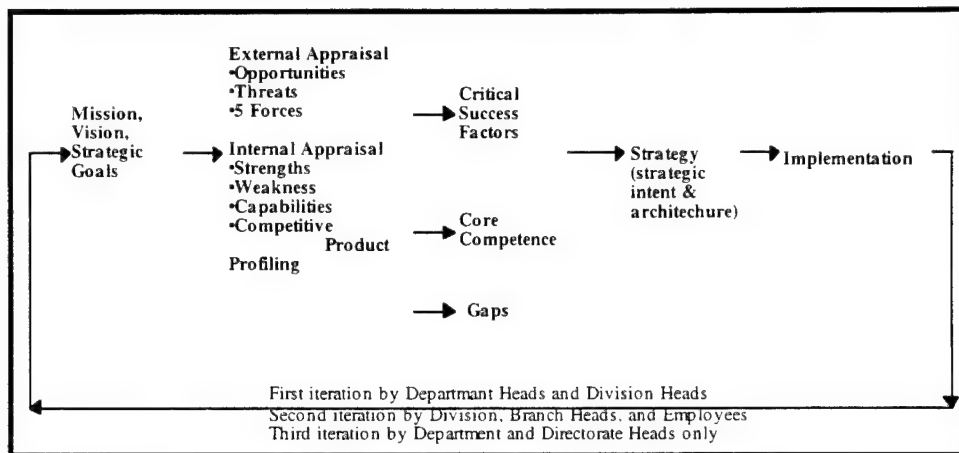 Mission,
Vision,
Strategic
Goals
External Appraisal
•Opportunities
•Threats
•5 Forces
Internal Appraisal
•Strengths
•Weakness
•Capabilities
•Competitive
Product
Profiling
Critical
Success
Factors
Core
Competence
Gaps
Strategy
(strategic
intent &
architechure)
Implementation
First iteration by Departmant Heads and Division Heads
Second iteration by Division, Branch Heads, and Employees
Third iteration by Department and Directorate Heads only